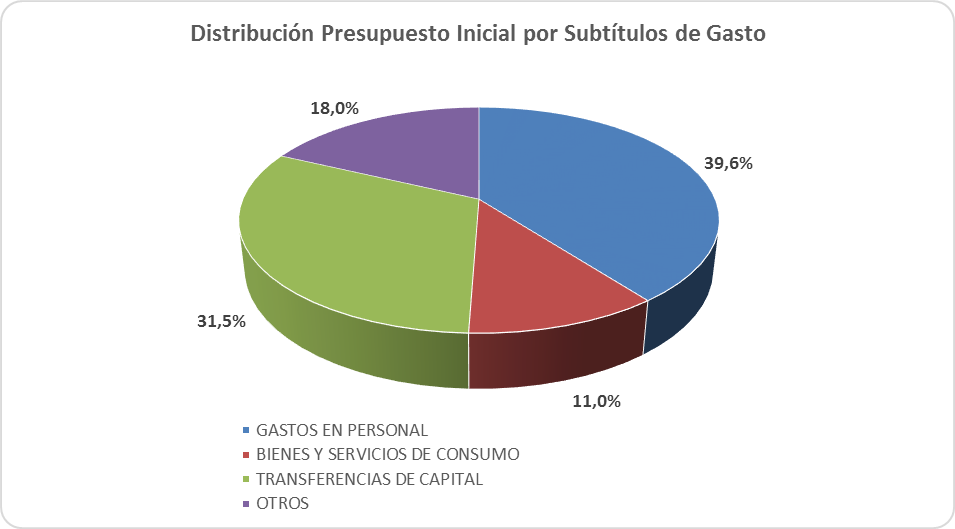 Distribución Presupuesto Inicial por Subtítulos de Gasto
18,0%
39,6%
31,5%
11,0%
GASTOS EN PERSONAL
BIENES Y SERVICIOS DE CONSUMO
TRANSFERENCIAS DE CAPITAL
OTROS